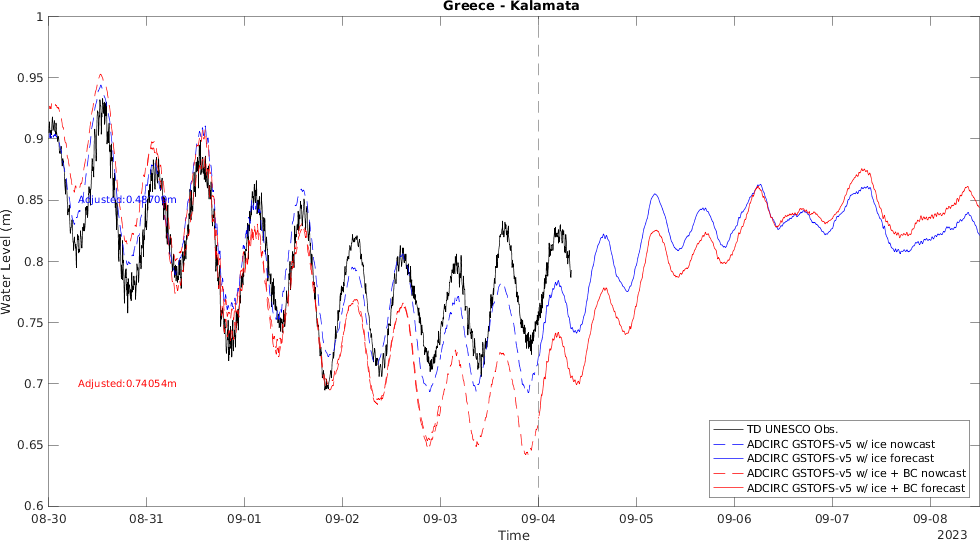 Greece - Kalamata
1
0.95
0.9
0.85
0.8
0.75
0.7
0.65
0.6
Water Level (m)
Adjusted:0.48709m
Adjusted:0.74054m
TD UNESCO Obs.
ADCIRC GSTOFS-v5 w/ ice nowcast
ADCIRC GSTOFS-v5 w/ ice forecast
ADCIRC GSTOFS-v5 w/ ice + BC nowcast
ADCIRC GSTOFS-v5 w/ ice + BC forecast
08-30 08-31 09-01 09-02 09-03 09-04 09-05 09-06 09-07 09-08
Time
2023